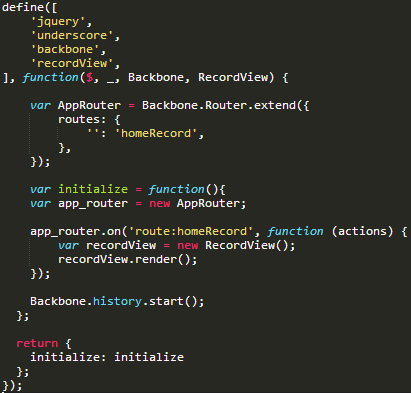 define([
    'jquery',
    'underscore',
    'backbone',
    'recordView',
], function($, _, Backbone, RecordView) {
    var AppRouter = Backbone.Router.extend({
        routes: {
            '': 'homeRecord',
        },
    });
    var initialize = function(){
    var app_router = new AppRouter;
    app_router.on('route:homeRecord', function (actions) {
        var recordView = new RecordView();
        recordView.render();
    });
    Backbone.history.start();
  };
  return {
    initialize: initialize
  };
});